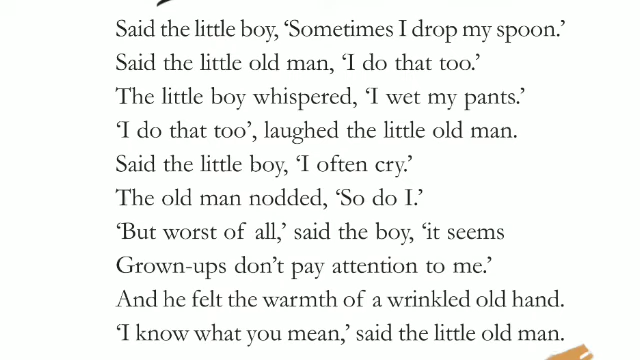 Said the little boy, ‘Sometimes I drop my spoon.’
Said the little old man, ‘I do that too.’
The little boy whispered, ‘I wet my pants.’
‘I do that too’, laughed the little old man.
Said the little boy, ‘I often cry.’
The old man nodded, ‘So do I.’
‘But worst of all,’ said the boy, ‘it seems
Grown-ups don’t pay attention to me.’
And he felt the warmth of a wrinkled old hand.
‘I know what you mean,’ said the little old man.